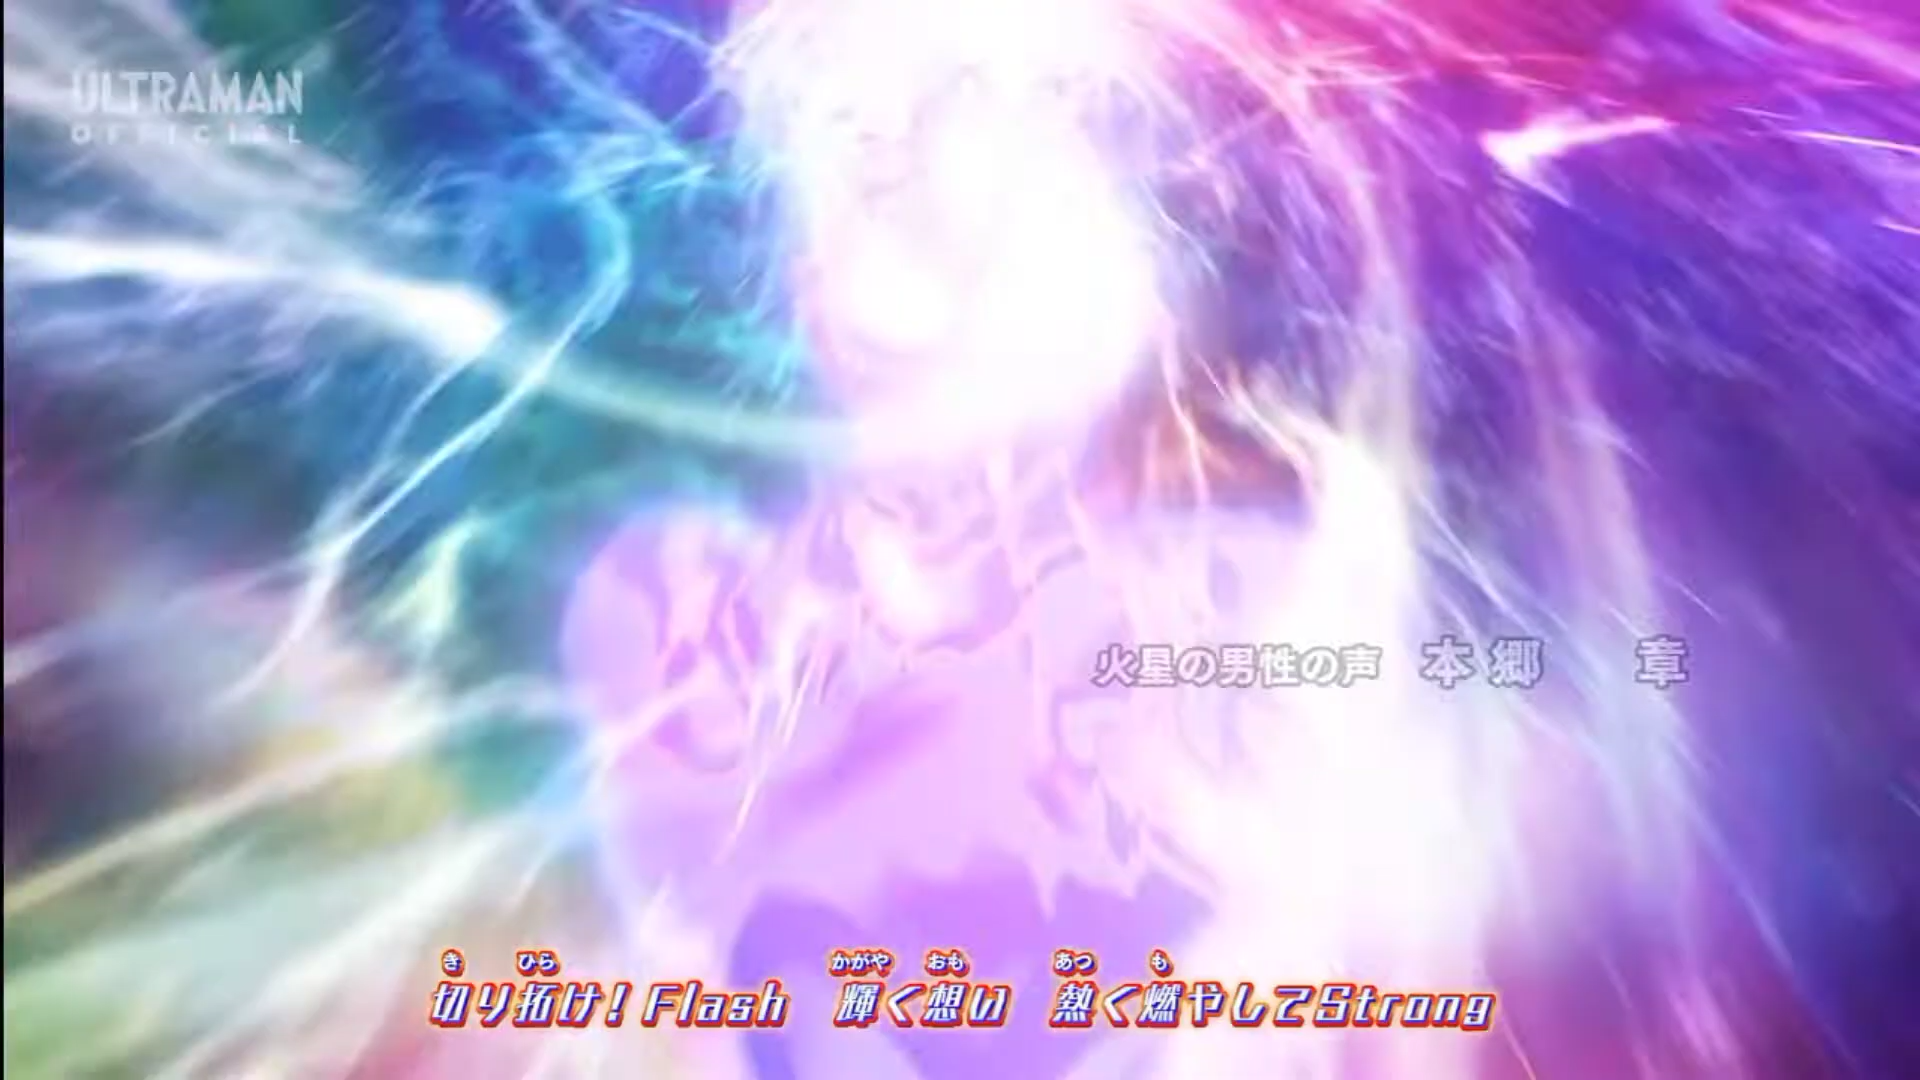 ULTRAMAN
OFFICIAL
火星の男性の声 本郷 章
き ひら かがや おも あつ も
切り拓け! Flash 輝く想い 熱く燃やしてStrong